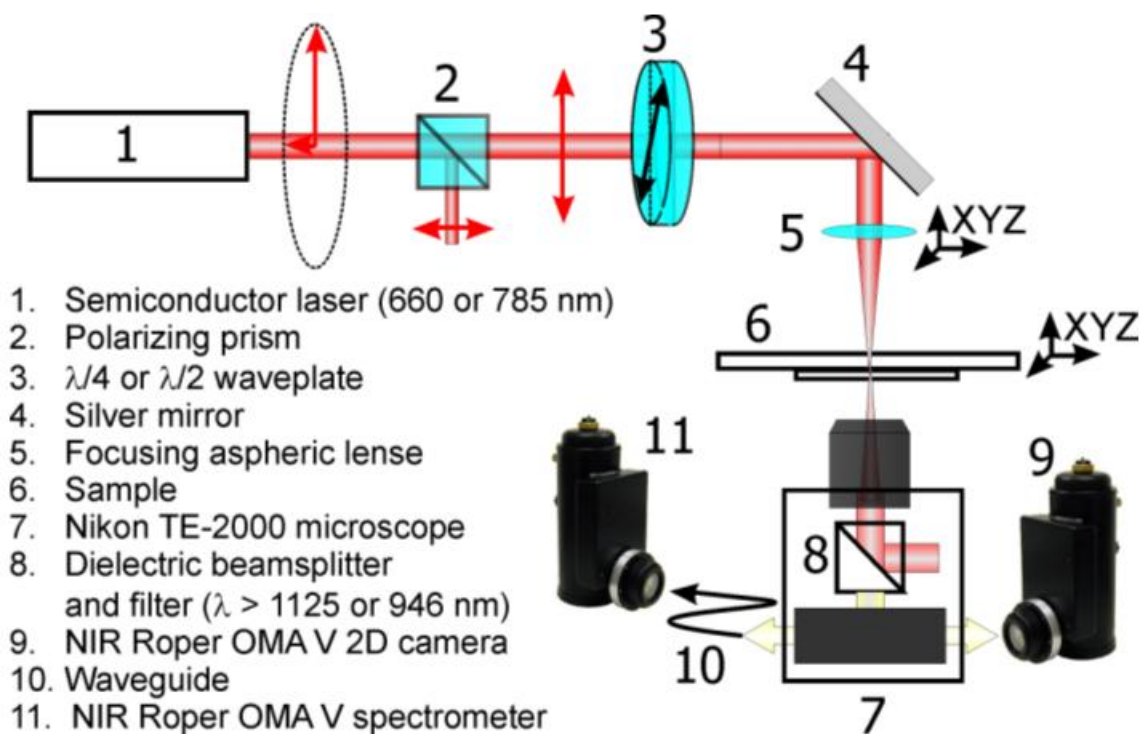 1
2
3
4
5
XYZ
6
XYZ
11
9
8
10
7
1. Semiconductor laser (660 or 785 nm)
2. Polarizing prism
3. λ/4 or λ/2 waveplate
4. Silver mirror
5. Focusing aspheric lense
6. Sample
7. Nikon TE-2000 microscope
8. Dielectric beamsplitter
and filter (λ > 1125 or 946 nm)
9. NIR Roper OMA V 2D camera
10. Waveguide
11. NIR Roper OMA V spectrometer